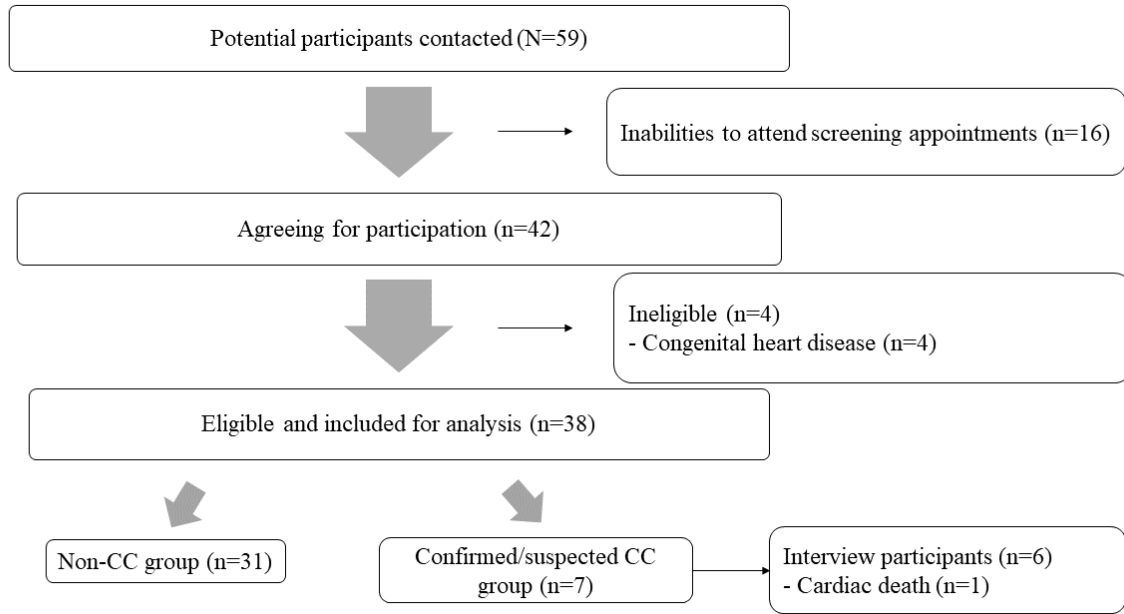 Potential participants contacted (N=59)
Inabilities to attend screening appointments (n=16)
Agreeing for participation (n=42)
Ineligible (n=4)
- Congenital heart disease (n=4)
Eligible and included for analysis (n=38)
Non-CC group (n=31)
Confirmed/suspected CC
group (n=7)
Interview participants (n=6)
- Cardiac death (n=1)